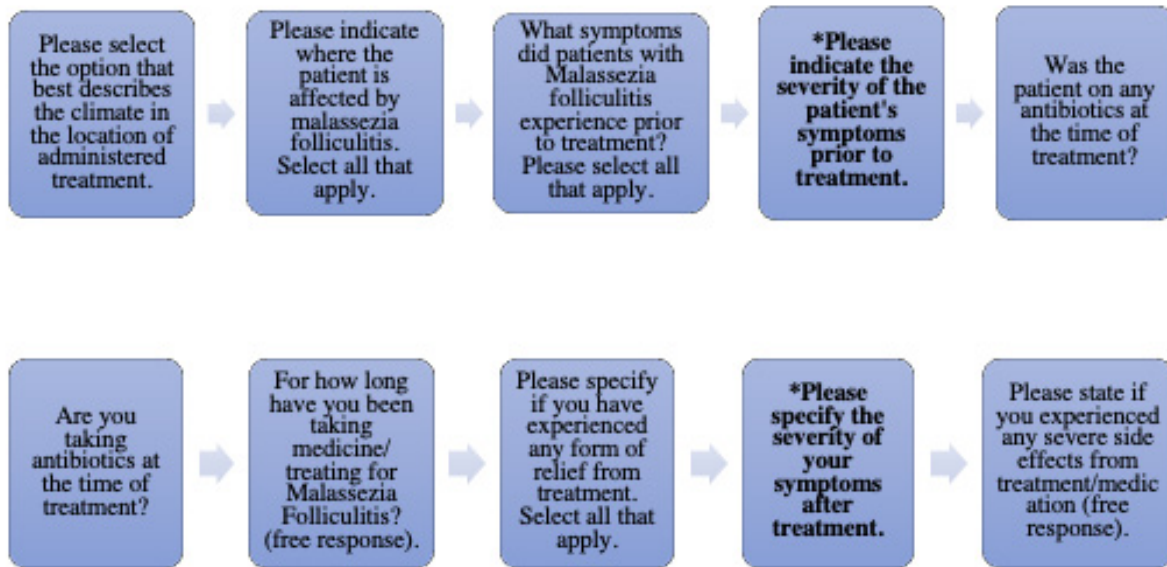 Please select
the option that
best describes
the climate in
the location of
administered
treatment.
Please indicate
where the
patient is
affected by
malassezia
folliculitis.
Select all that
apply.
What symptoms
did patients with
Malassezia
folliculitis
experience prior
to treatment?
Please select all
that apply.
*Please
indicate the
severity of the
patient's
symptoms
prior to
treatment.
Was the
patient on any
antibiotics at
the time of
treatment?
Are you
taking
antibiotics at
the time of
treatment?
For how long
have you been
taking
medicine/
treating for
Malassezia
Folliculitis?
(free response).
Please specify
if you have
experienced
any form of
relief from
treatment.
Select all that
apply.
*Please
specify the
severity of
your
symptoms
after
treatment.
Please state if
you experienced
any severe side
effects from
treatment/medic
ation (free
response).